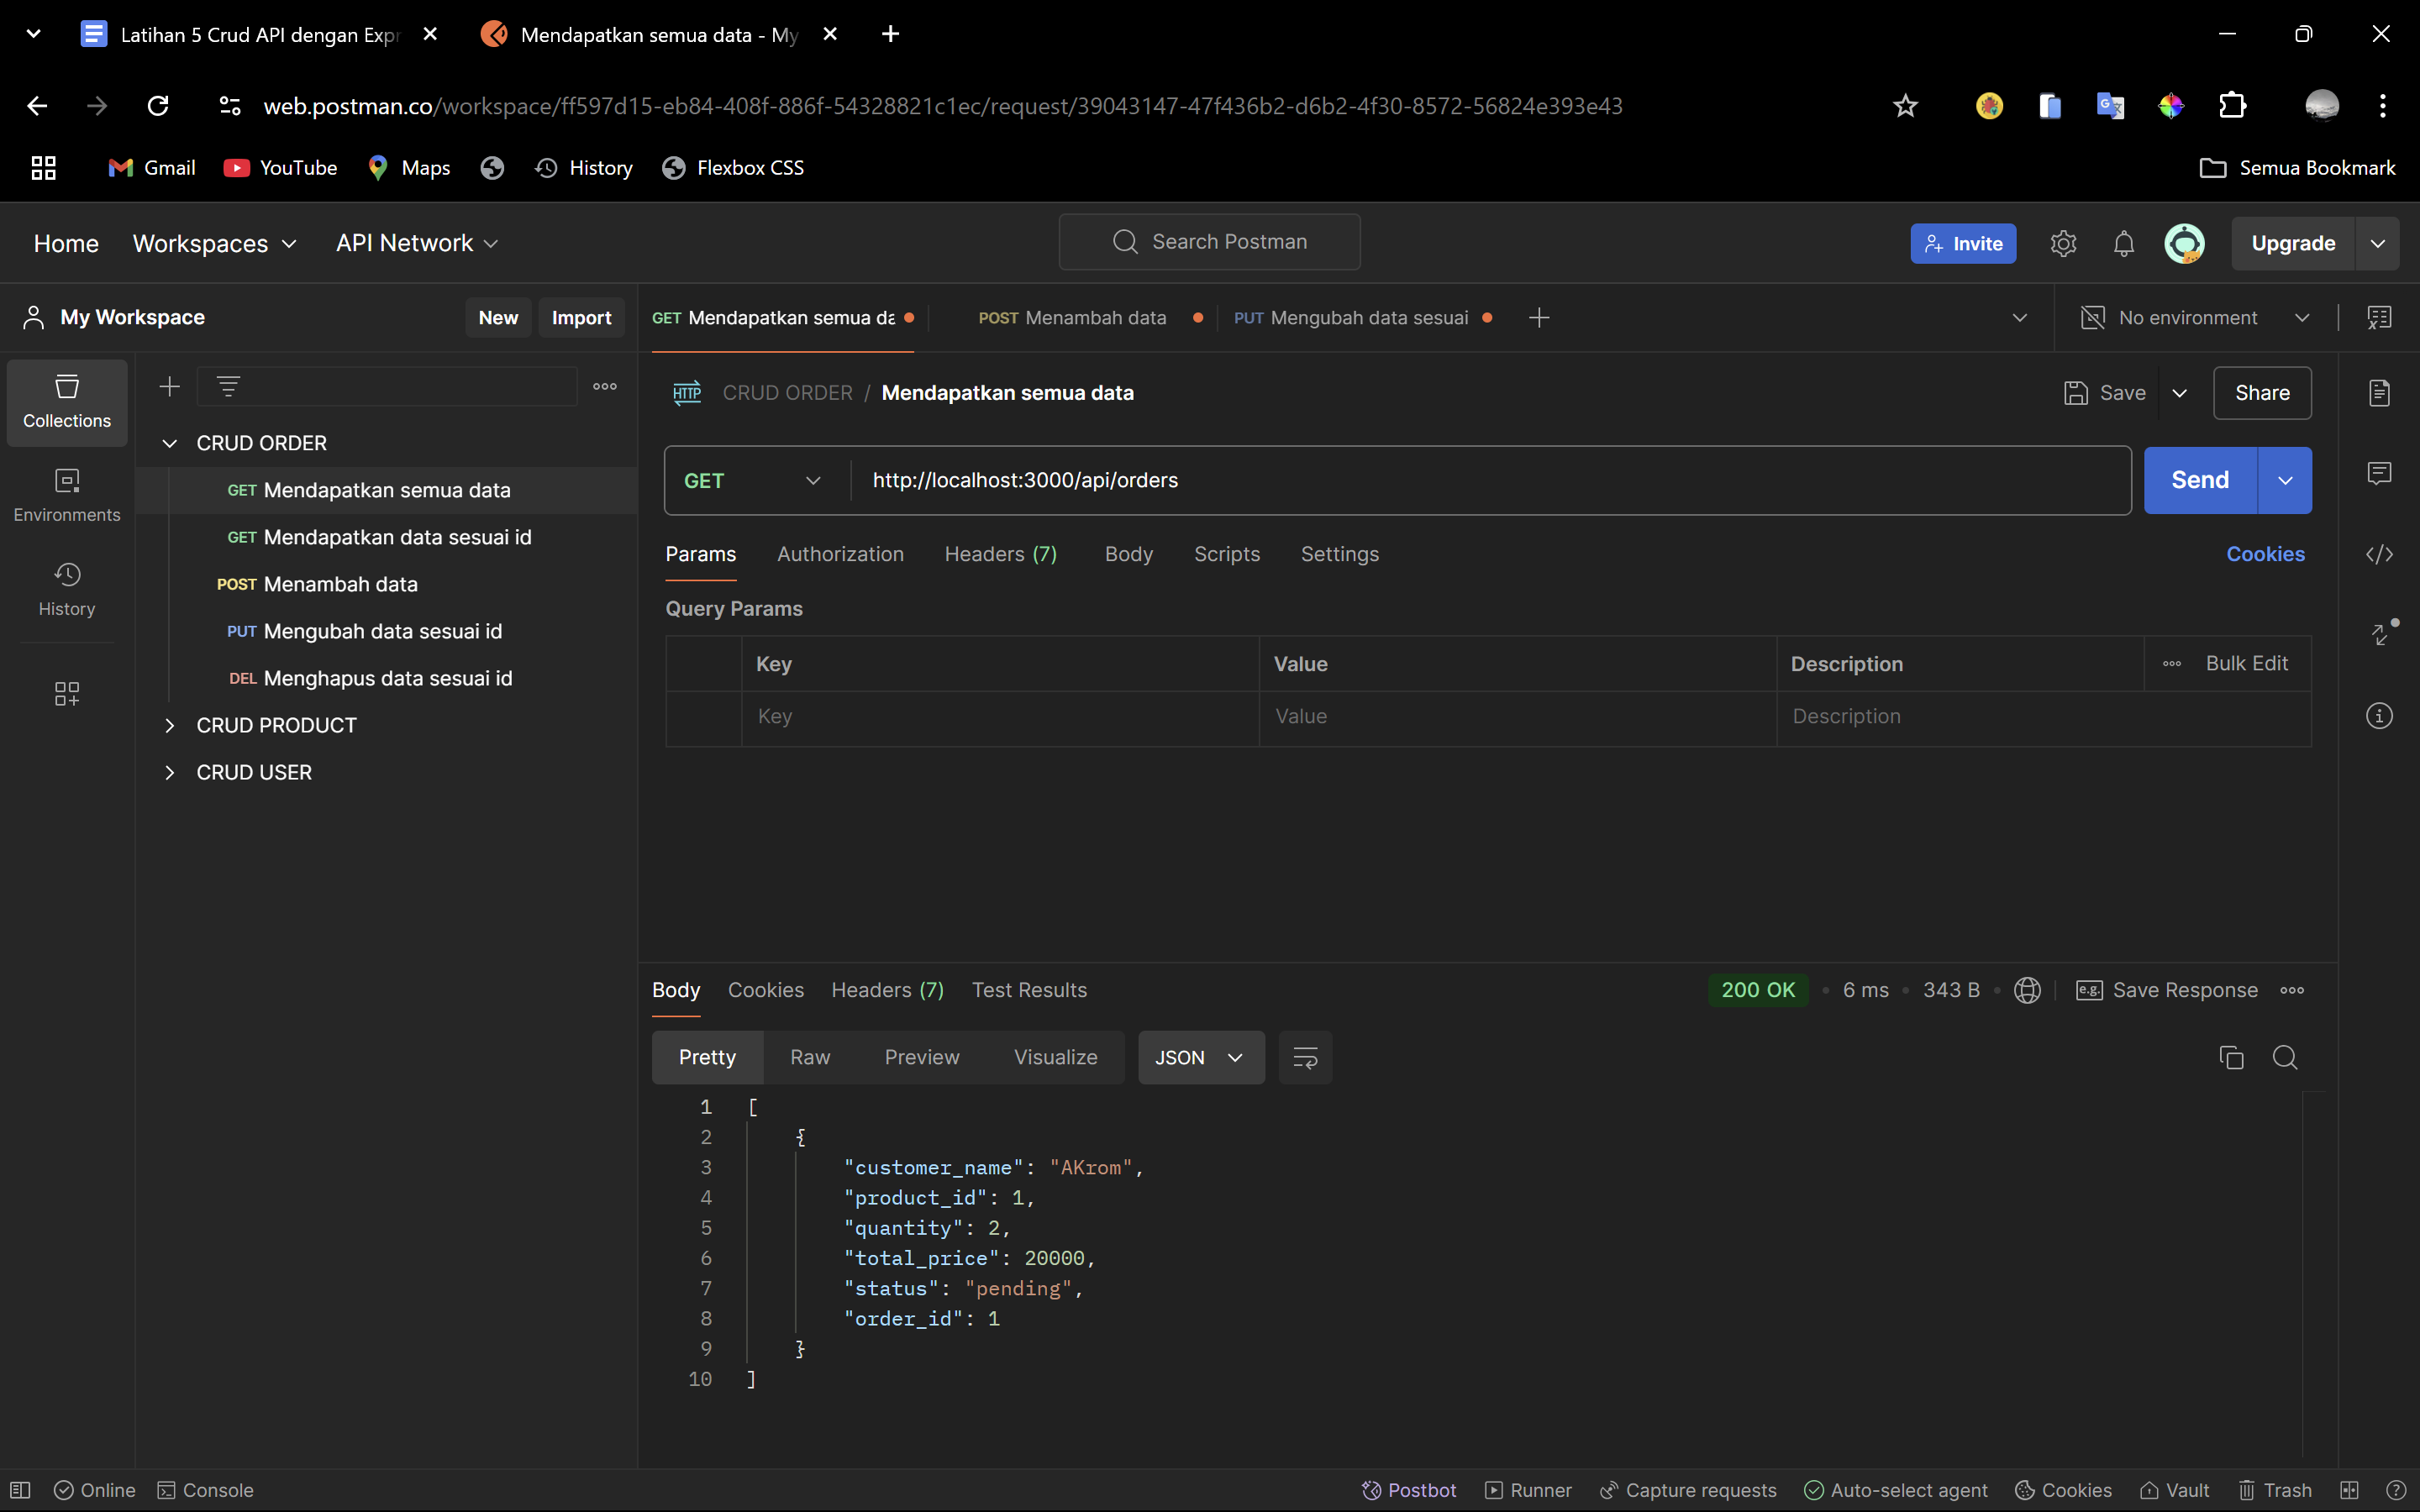 Latihan 5 Crud API dengan Expr
Mendapatkan semua data - My
web.postman.co/workspace/ff597d15-eb84-408f-886f-54328821c1ec/request/39043147-47f436b2-d6b2-4f30-8572-56824e393e43
Gmail YouTube Maps History Flexbox CSS Semua Bookmark
Home Workspaces API Network Search Postman Invite Upgrade
My Workspace New Import
GET Mendapatkan semua da POST Menambah data PUT Mengubah data sesuai No environment
Collections
Environments
History
CRUD ORDER
GET Mendapatkan semua data
GET Mendapatkan data sesuai id
POST Menambah data
PUT Mengubah data sesuai id
DEL Menghapus data sesuai id
CRUD PRODUCT
CRUD USER
HTTP CRUD ORDER / Mendapatkan semua data Save Share
GET http://localhost:3000/api/orders Send
Params Authorization Headers (7) Body Scripts Settings Cookies
Query Params
Key Value Description Bulk Edit
Key Value Description
Body Cookies Headers (7) Test Results 200 OK 6 ms 343 B e.g. Save Response
Pretty Raw Preview Visualize JSON
1 [
2 {
3 "customer_name": "AKrom",
4 "product_id": 1,
5 "quantity": 2,
6 "total_price": 20000,
7 "status": "pending",
8 "order_id": 1
9 }
10 ]
Online Console Postbot Runner Capture requests Auto-select agent Cookies Vault Trash